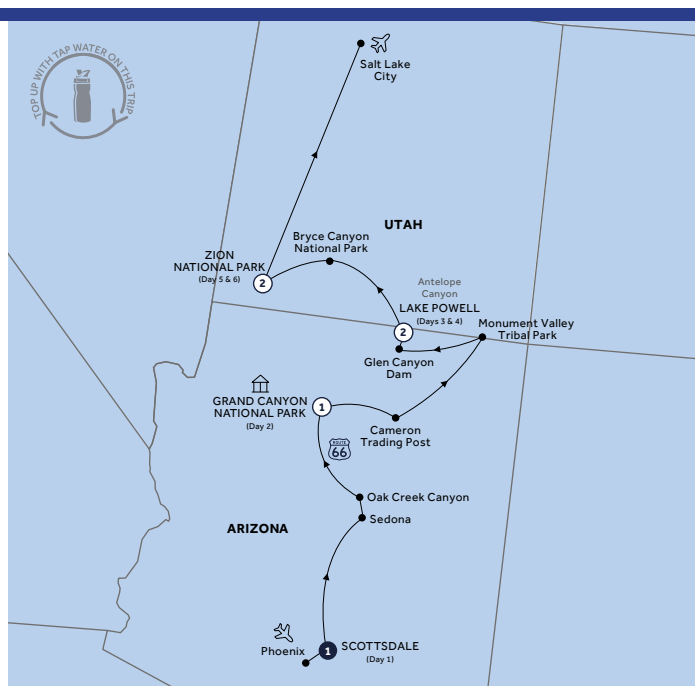 TOP UP WITH TAP WATER ON THIS TRIP
Salt Lake
City
UTAH
Bryce Canyon
National Park
ZION
NATIONAL PARK
(Day 5 & 6)
2
Antelope
Canyon
LAKE POWELL
(Days 3 & 4)
2
Monument Valley
Tribal Park
Glen Canyon
Dam
GRAND CANYON
NATIONAL PARK
(Day 2)
1
Cameron
Trading Post
ROUTE
66
Oak Creek Canyon
Sedona
ARIZONA
Phoenix
1
SCOTTSDALE
(Day 1)